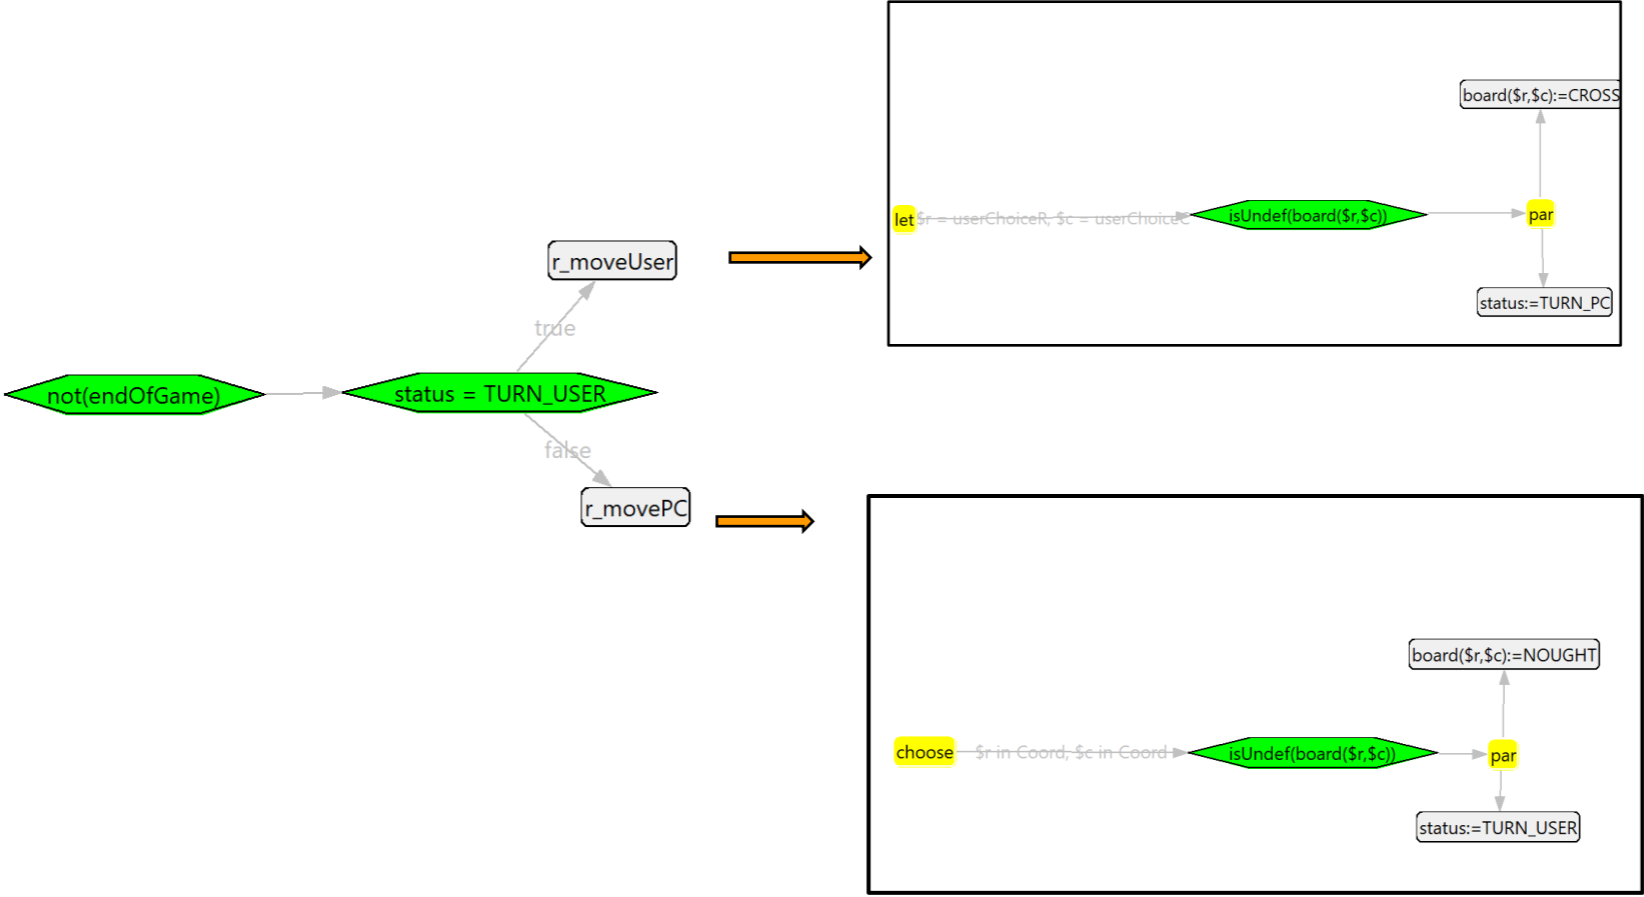 not(endOfGame)
status = TURN_USER
true
r_moveUser
false
r_movePC
let
$r = userChoiceR, $c = userChoiceC
isUndef(board($r,$c))
par
board($r,$c):=CROSS
status:=TURN_PC
choose
$r in Coord, $c in Coord
isUndef(board($r,$c))
par
board($r,$c):=NOUGHT
status:=TURN_USER